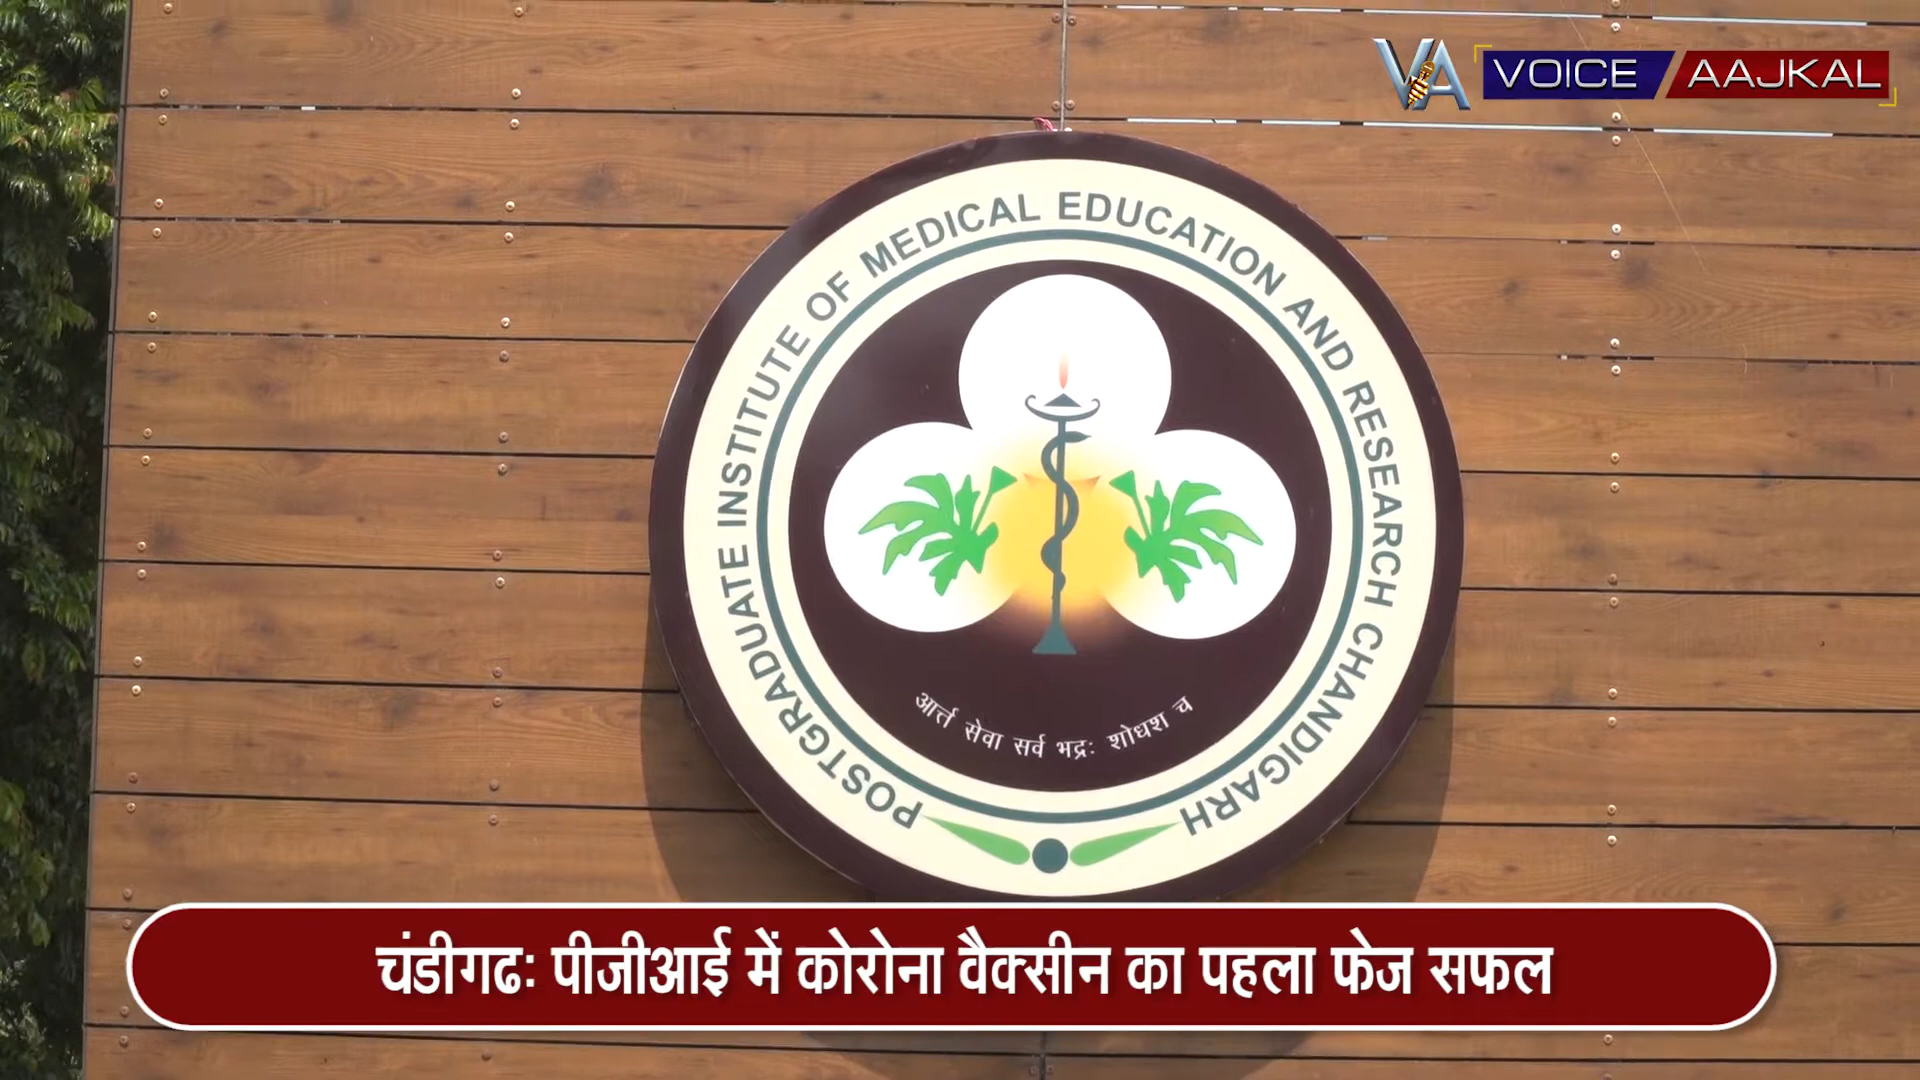 VA VOICE AAJKAL
POSTGRADUATE INSTITUTE OF MEDICAL EDUCATION AND RESEARCH CHANDIGARH
आर्त्त सेवा सर्व भद्र: शोधश च
चंडीगढः पीजीआई में कोरोना वैक्सीन का पहला फेज सफल